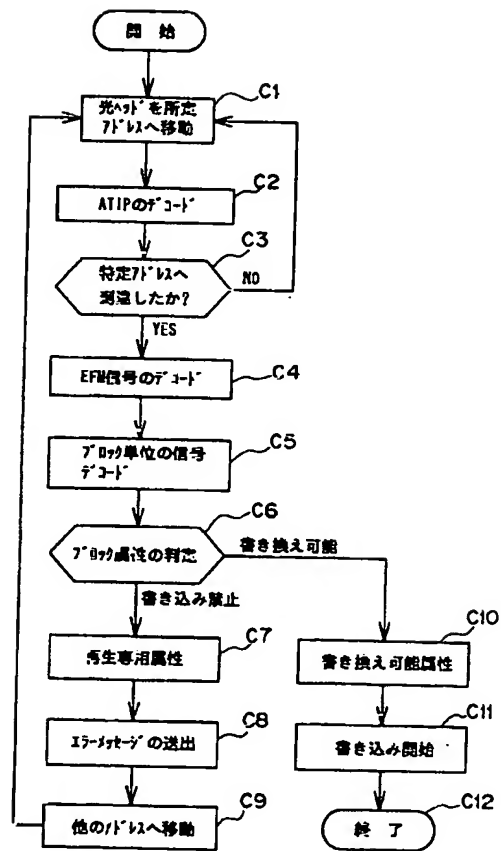 開 始
C1
光ヘッドを所定
アドレスへ移動
C2
ATIPのデコード
C3
特定アドレスへ
到達したか?
NO
YES
C4
EFM信号のデコード
C5
ブロック単位の信号
デコード
C6
ブロック属性の判定
書き換え可能
書き込み禁止
C7
再生専用属性
C8
エラーメッセージの送出
C9
他のアドレスへ移動
C10
書き換え可能属性
C11
書き込み開始
C12
終 了